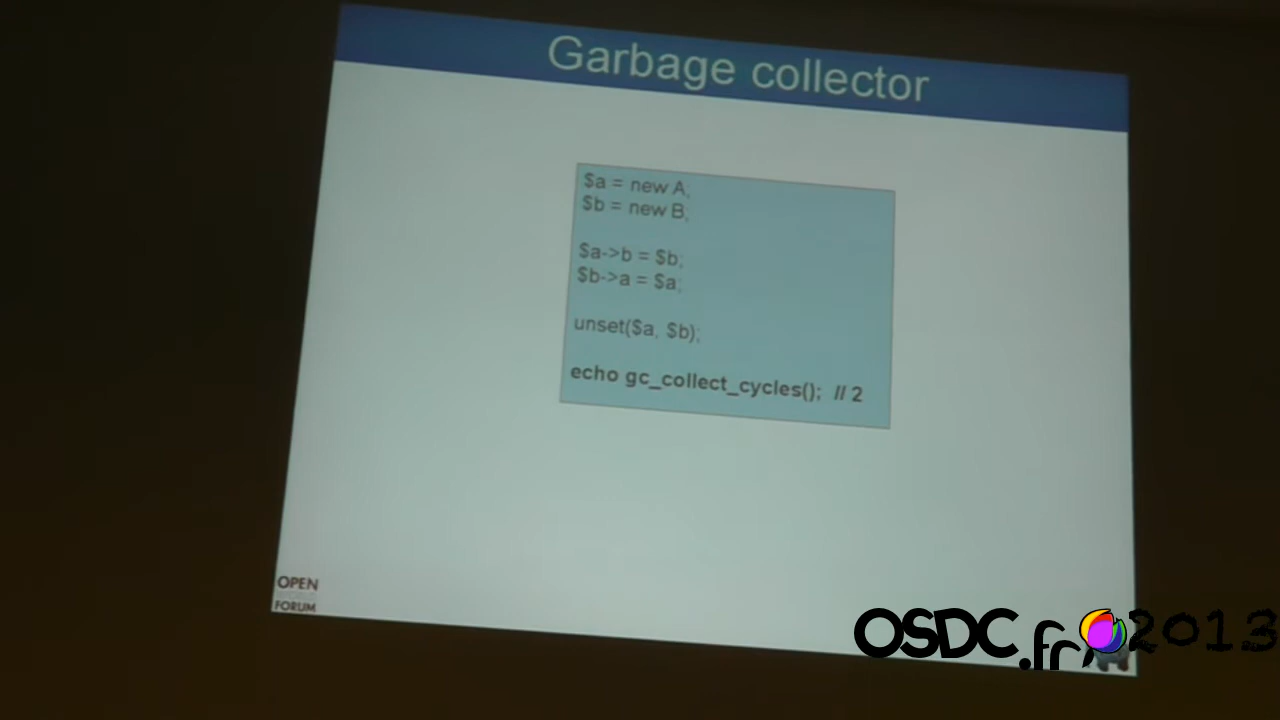 Garbage collector
$a = new A;
$b = new B;
$a->b = $b;
$b->a = $a;
unset($a, $b);
echo gc_collect_cycles(); // 2
OPEN
FORUM
OSDC.fr 2013